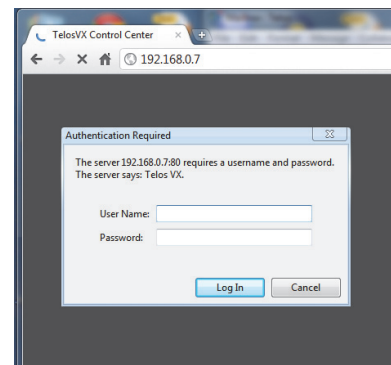 TelosVX Control Center
192.168.0.7
Authentication Required
The server 192.168.0.7:80 requires a username and password.
The server says: Telos VX.
User Name:
Password:
Log In
Cancel